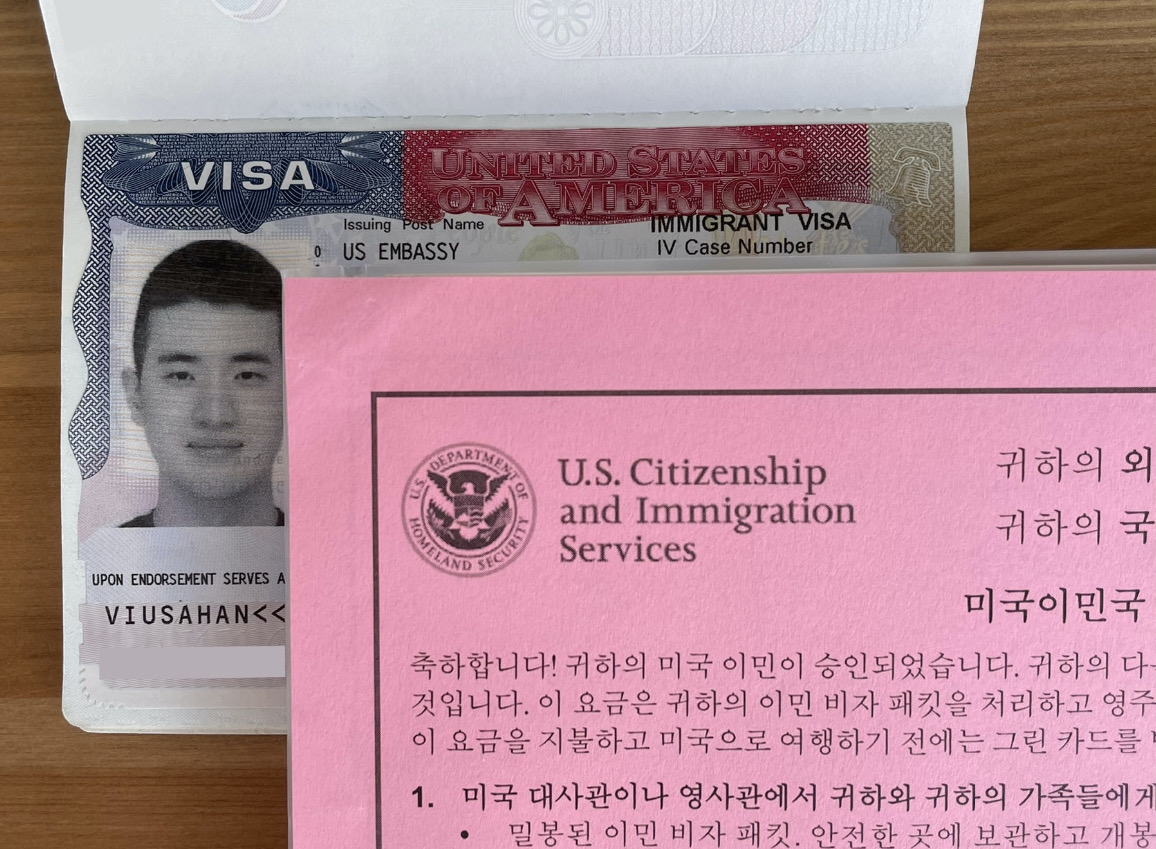 VISA
UNITED STATES
OF AMERICA
Issuing Post Name
US EMBASSY
IMMIGRANT VISA
IV Case Number
UPON ENDORSEMENT SERVES A
VIUSAHAN<<
U.S. DEPARTMENT OF HOMELAND SECURITY
U.S. Citizenship
and Immigration
Services
귀하의 외
귀하의 국
미국이민국
축하합니다! 귀하의 미국 이민이 승인되었습니다. 귀하의
것입니다. 이 요금은 귀하의 이민 비자 패킷을 처리하고 영주
이 요금을 지불하고 미국으로 여행하기 전에는 그린 카드를
1. 미국 대사관이나 영사관에서 귀하와 귀하의 가족들에게
• 밀봉된 이민 비자 패킷. 안전한 곳에 보관하고 개봉